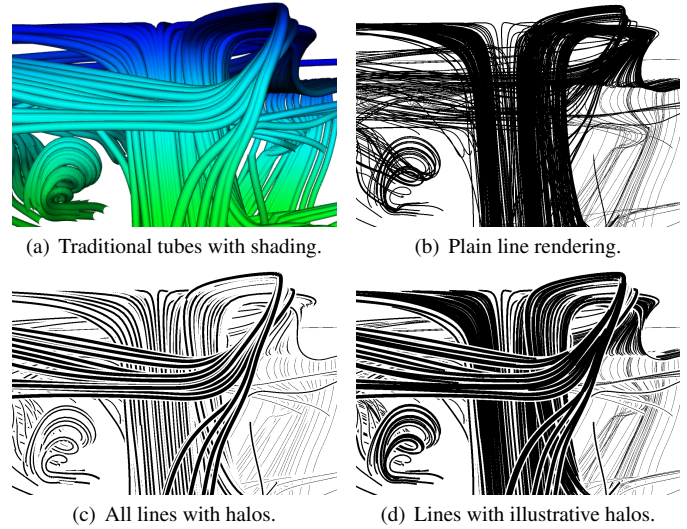 (a) Traditional tubes with shading.
(b) Plain line rendering.
(c) All lines with halos.
(d) Lines with illustrative halos.